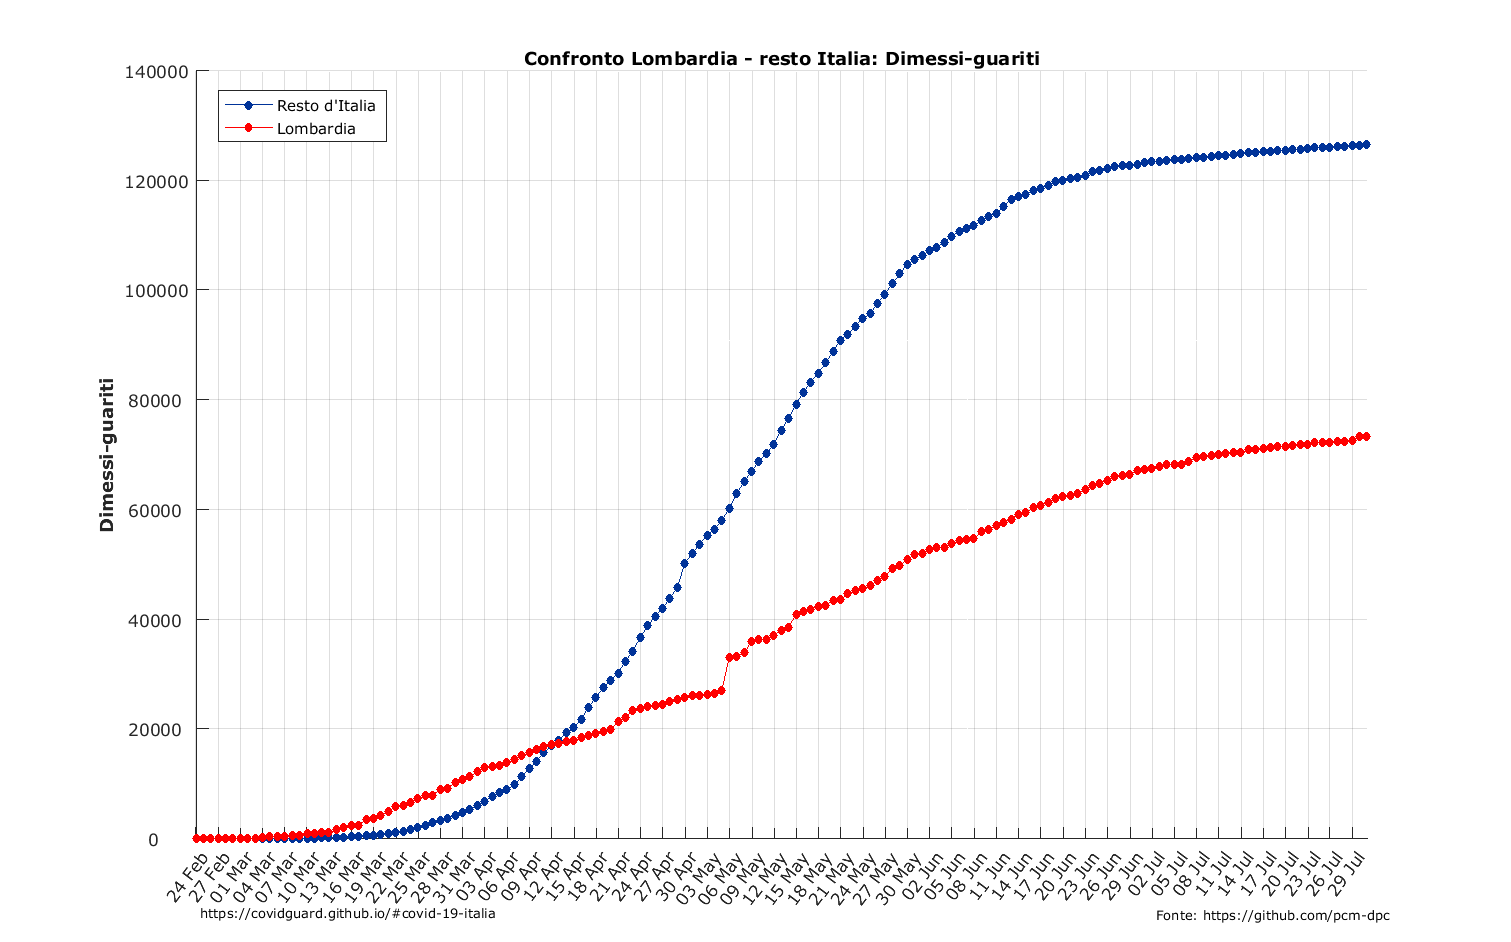 Confronto Lombardia - resto Italia: Dimessi-guariti
140000
120000
100000
80000
60000
40000
20000
0
Dimessi-guariti
Resto d'Italia
Lombardia
24 Feb
27 Feb
01 Mar
04 Mar
07 Mar
10 Mar
13 Mar
16 Mar
19 Mar
22 Mar
25 Mar
28 Mar
31 Mar
03 Apr
06 Apr
09 Apr
12 Apr
15 Apr
18 Apr
21 Apr
24 Apr
27 Apr
30 Apr
03 May
06 May
09 May
12 May
15 May
18 May
21 May
24 May
27 May
30 May
02 Jun
05 Jun
08 Jun
11 Jun
14 Jun
17 Jun
20 Jun
23 Jun
26 Jun
29 Jun
02 Jul
05 Jul
08 Jul
11 Jul
14 Jul
17 Jul
20 Jul
23 Jul
26 Jul
29 Jul
https://covidguard.github.io/#covid-19-italia
Fonte: https://github.com/pcm-dpc